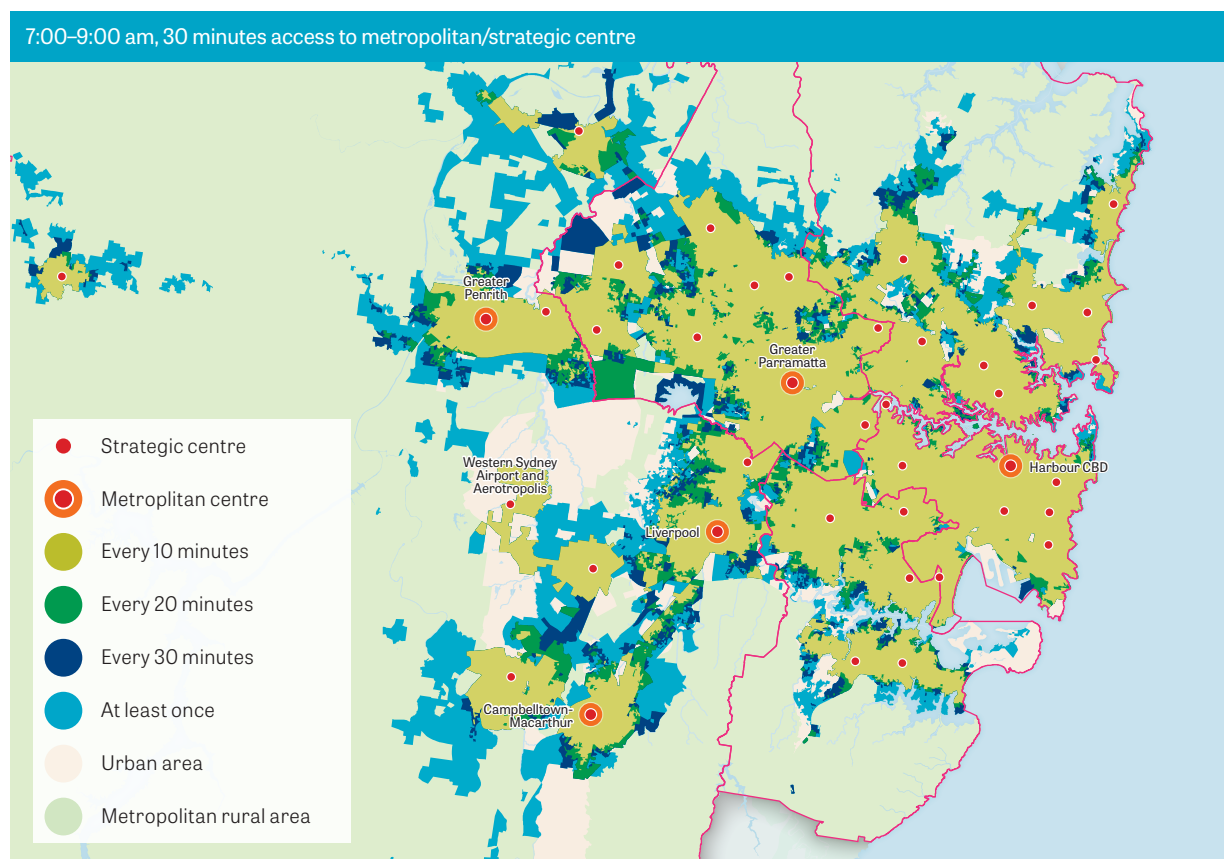 7:00–9:00 am, 30 minutes access to metropolitan/strategic centre
Greater
Penrith
Greater
Parramatta
Western Sydney
Airport and
Aerotropolis
Harbour CBD
Liverpool
Campbelltown-
Macarthur
Strategic centre
Metroplitan centre
Every 10 minutes
Every 20 minutes
Every 30 minutes
At least once
Urban area
Metropolitan rural area